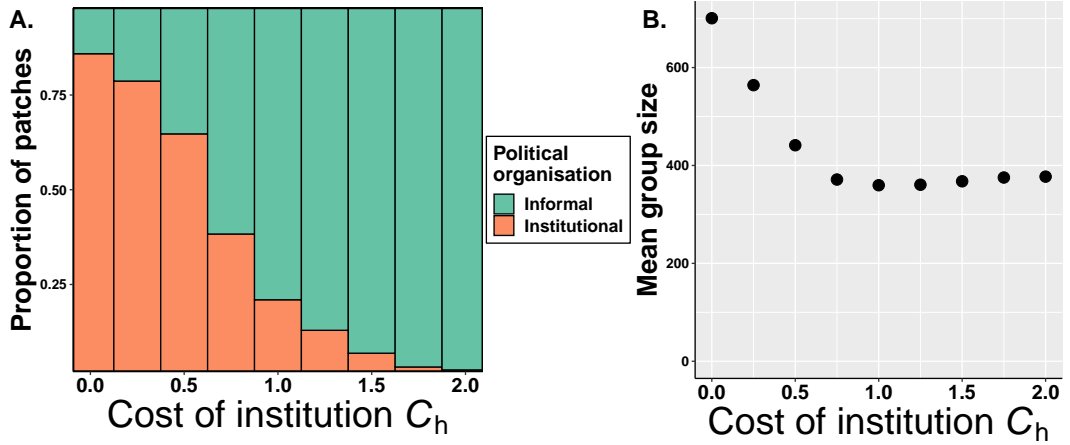 A.
Proportion of patches
0.75
0.50
0.25
0.0 0.5 1.0 1.5 2.0
Cost of institution Ch
Political
organisation
Informal
Institutional
B.
Mean group size
600
400
200
0
0.0 0.5 1.0 1.5 2.0
Cost of institution Ch